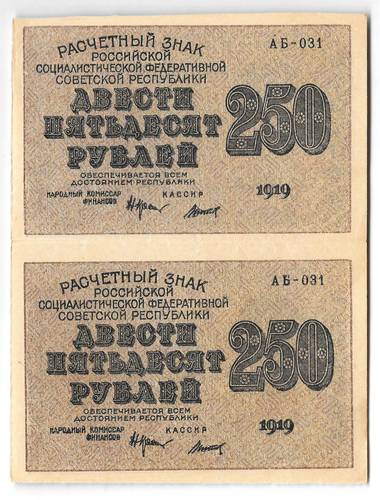 РАСЧЕТНЫЙ ЗНАК
РОССИЙСКОЙ
СОЦИАЛИСТИЧЕСКОЙ ФЕДЕРАТИВНОЙ
СОВЕТСКОЙ РЕСПУБЛИКИ
АБ-031
ДВЕСТИ
ПЯТЬДЕСЯТ
РУБЛЕЙ
250
ОБЕСПЕЧИВАЕТСЯ ВСЕМ
ДОСТОЯНИЕМ РЕСПУБЛИКИ
НАРОДНЫЙ КОМИССАР
ФИНАНСОВ
КАССИР
1919
РАСЧЕТНЫЙ ЗНАК
РОССИЙСКОЙ
СОЦИАЛИСТИЧЕСКОЙ ФЕДЕРАТИВНОЙ
СОВЕТСКОЙ РЕСПУБЛИКИ
АБ-031
ДВЕСТИ
ПЯТЬДЕСЯТ
РУБЛЕЙ
250
ОБЕСПЕЧИВАЕТСЯ ВСЕМ
ДОСТОЯНИЕМ РЕСПУБЛИКИ
НАРОДНЫЙ КОМИССАР
ФИНАНСОВ
КАССИР
1919